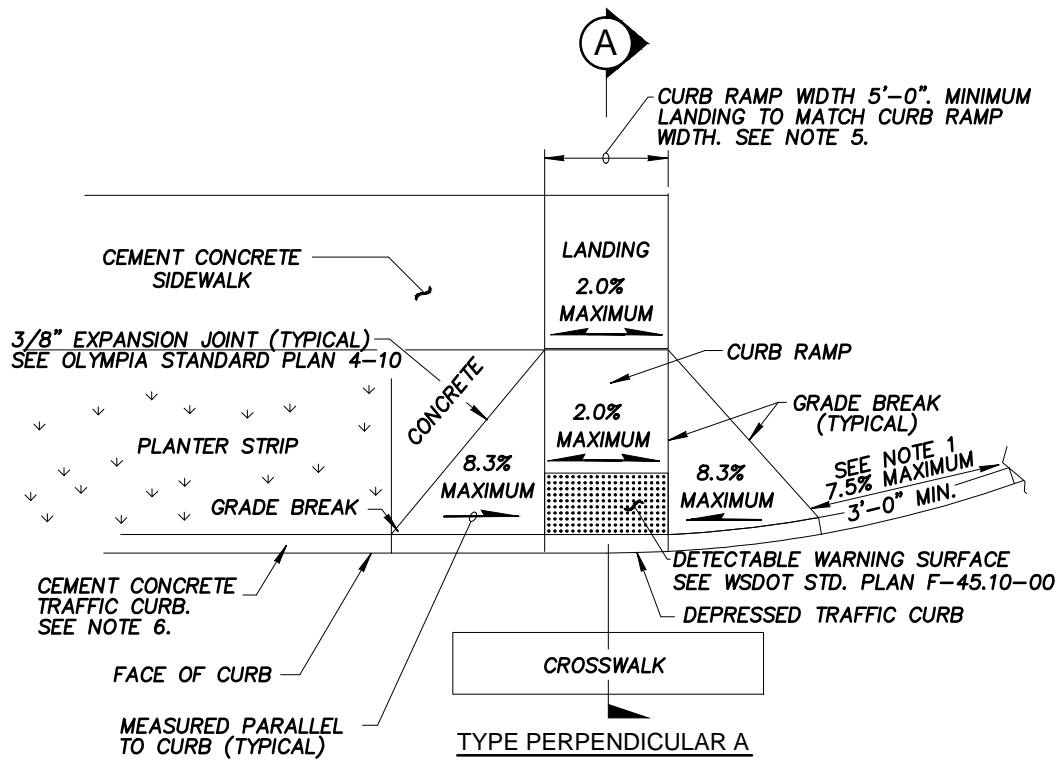 A
CURB RAMP WIDTH 5'-0". MINIMUM
LANDING TO MATCH CURB RAMP
WIDTH. SEE NOTE 5.
CEMENT CONCRETE
SIDEWALK
LANDING
2.0%
MAXIMUM
3/8" EXPANSION JOINT (TYPICAL)
SEE OLYMPIA STANDARD PLAN 4-10
CURB RAMP
CONCRETE
GRADE BREAK
(TYPICAL)
2.0%
MAXIMUM
PLANTER STRIP
8.3%
MAXIMUM
8.3%
MAXIMUM
SEE NOTE 1
7.5% MAXIMUM
3'-0" MIN.
GRADE BREAK
DETECTABLE WARNING SURFACE
SEE WSDOT STD. PLAN F-45.10-00
CEMENT CONCRETE
TRAFFIC CURB.
SEE NOTE 6.
DEPRESSED TRAFFIC CURB
FACE OF CURB
CROSSWALK
MEASURED PARALLEL
TO CURB (TYPICAL)
TYPE PERPENDICULAR A